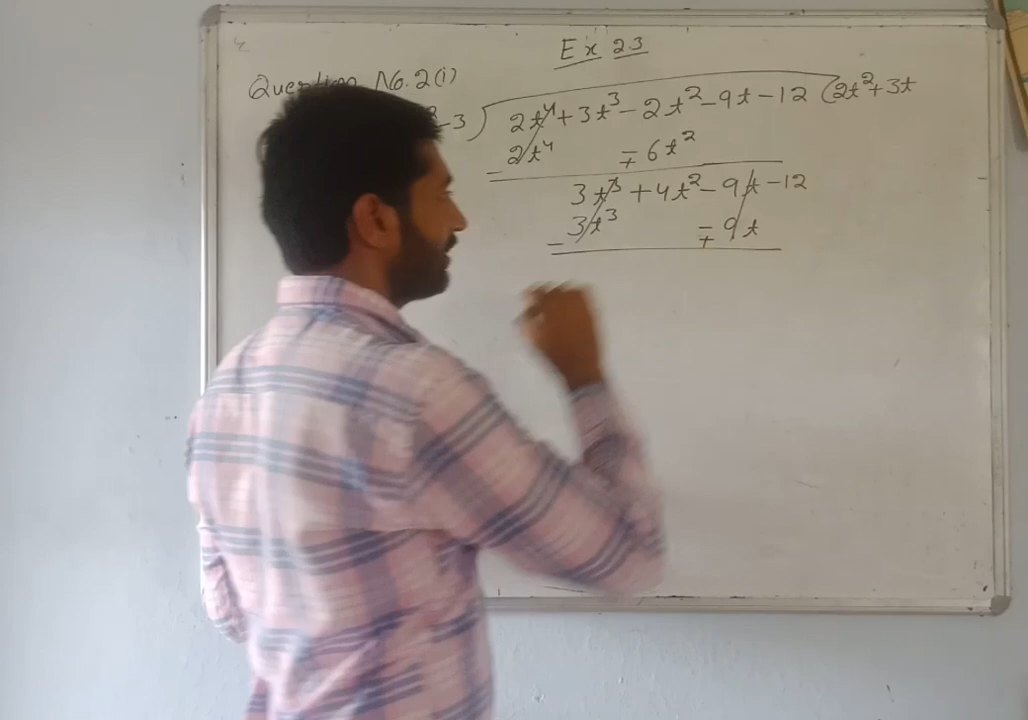 Ex 23
Question No. 2(i)
²-3) 2t⁴+3t³-2t²-9t-12 (2t²+3t
2t⁴ ∓6t²
-
3t³+4t²-9t-12
3t³ ∓9t
-